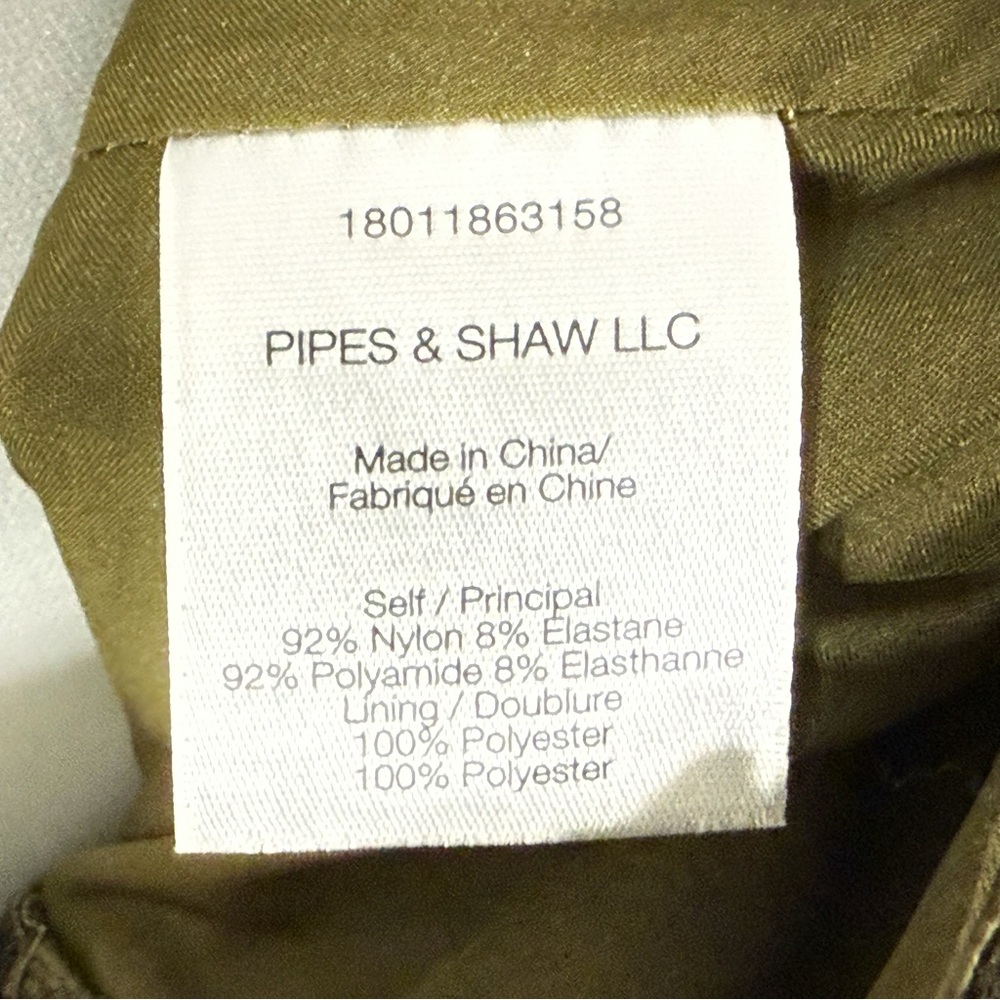 18011863158
PIPES & SHAW LLC
Made in China/
Fabriqué en Chine
Self / Principal
92% Nylon 8% Elastane
92% Polyamide 8% Elasthanne
Lining / Doublure
100% Polyester
100% Polyester